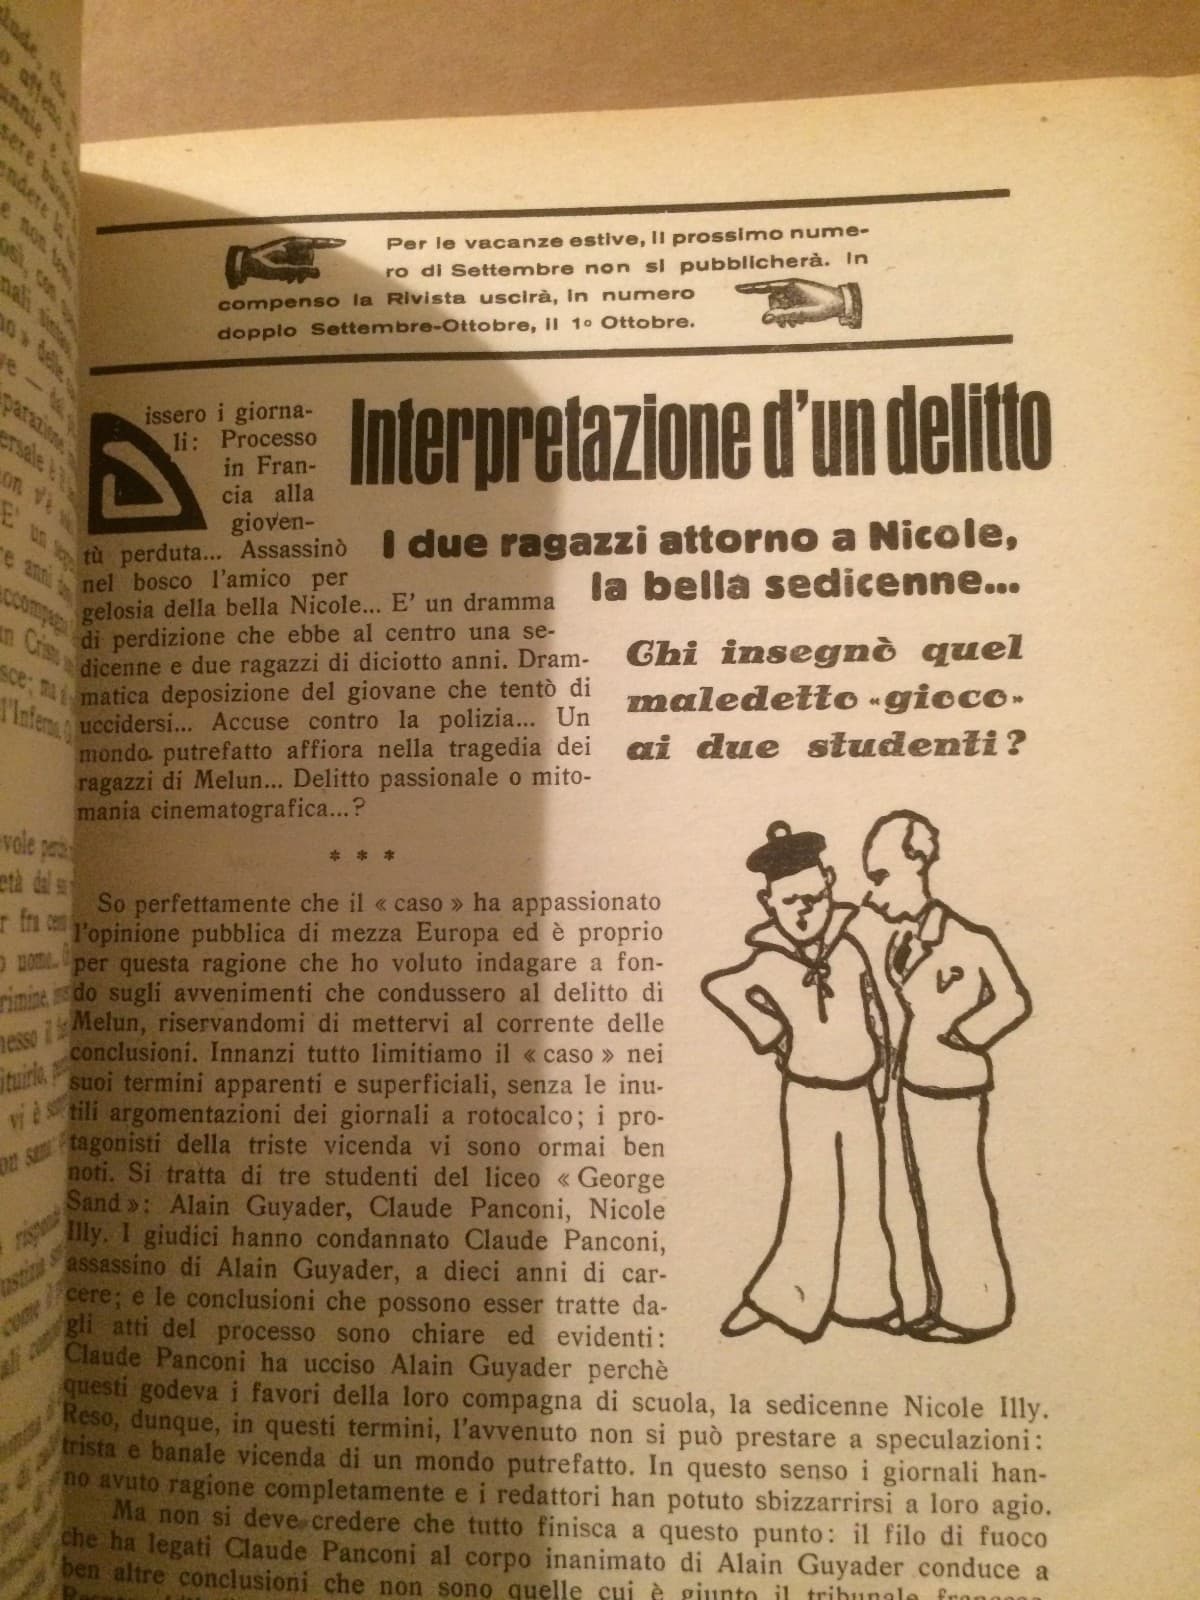 Per le vacanze estive, il prossimo nume-
ro di Settembre non si pubblicherà. In
compenso la Rivista uscirà, in numero
doppio Settembre-Ottobre, il 1º Ottobre.
Interpretazione d'un delitto
I due ragazzi attorno a Nicole,
la bella sedicenne...
Chi insegnò quel
maledetto «gioco»
ai due studenti?
Dissero i giorna-
li: Processo
in Fran-
cia alla
gioven-
tù perduta... Assassinò
nel bosco l'amico per
gelosia della bella Nicole... E' un dramma
di perdizione che ebbe al centro una se-
dicenne e due ragazzi di diciotto anni. Dram-
matica deposizione del giovane che tentò di
uccidersi... Accuse contro la polizia... Un
mondo putrefatto affiora nella tragedia dei
ragazzi di Melun... Delitto passionale o mito-
mania cinematografica...?
* * *
So perfettamente che il « caso » ha appassionato
l'opinione pubblica di mezza Europa ed è proprio
per questa ragione che ho voluto indagare a fon-
do sugli avvenimenti che condussero al delitto di
Melun, riservandomi di mettervi al corrente delle
conclusioni. Innanzi tutto limitiamo il « caso » nei
suoi termini apparenti e superficiali, senza le inu-
tili argomentazioni dei giornali a rotocalco; i pro-
tagonisti della triste vicenda vi sono ormai ben
noti. Si tratta di tre studenti del liceo « George
Sand »: Alain Guyader, Claude Panconi, Nicole
Illy. I giudici hanno condannato Claude Panconi,
assassino di Alain Guyader, a dieci anni di car-
cere; e le conclusioni che possono esser tratte da-
gli atti del processo sono chiare ed evidenti:
Claude Panconi ha ucciso Alain Guyader perchè
questi godeva i favori della loro compagna di scuola, la sedicenne Nicole Illy.
Reso, dunque, in questi termini, l'avvenuto non si può prestare a speculazioni:
trista e banale vicenda di un mondo putrefatto. In questo senso i giornali han-
no avuto ragione completamente e i redattori han potuto sbizzarrirsi a loro agio.
Ma non si deve credere che tutto finisca a questo punto: il filo di fuoco
che ha legati Claude Panconi al corpo inanimato di Alain Guyader conduce a
ben altre conclusioni che non sono quelle cui è giunto il tribunale